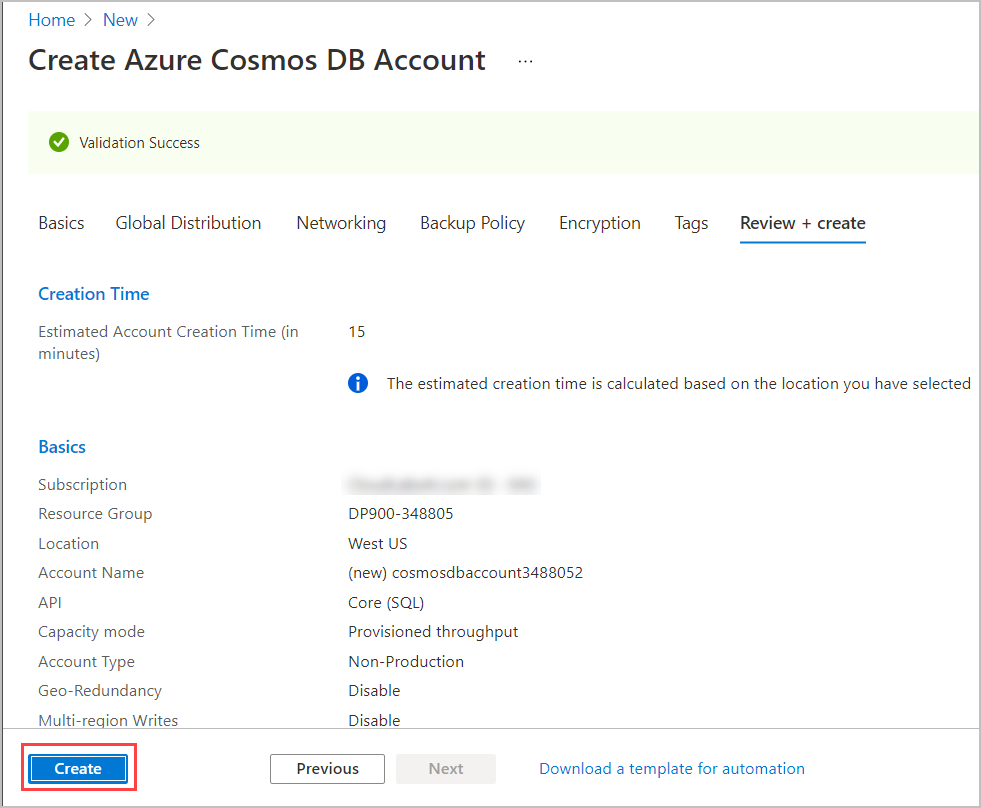 Home > New >
Create Azure Cosmos DB Account ...
Validation Success
Basics Global Distribution Networking Backup Policy Encryption Tags Review + create
Creation Time
Estimated Account Creation Time (in
minutes)
15
The estimated creation time is calculated based on the location you have selected
Basics
Subscription
Resource Group DP900-348805
Location West US
Account Name (new) cosmosdbaccount3488052
API Core (SQL)
Capacity mode Provisioned throughput
Account Type Non-Production
Geo-Redundancy Disable
Multi-region Writes Disable
Create Previous Next Download a template for automation